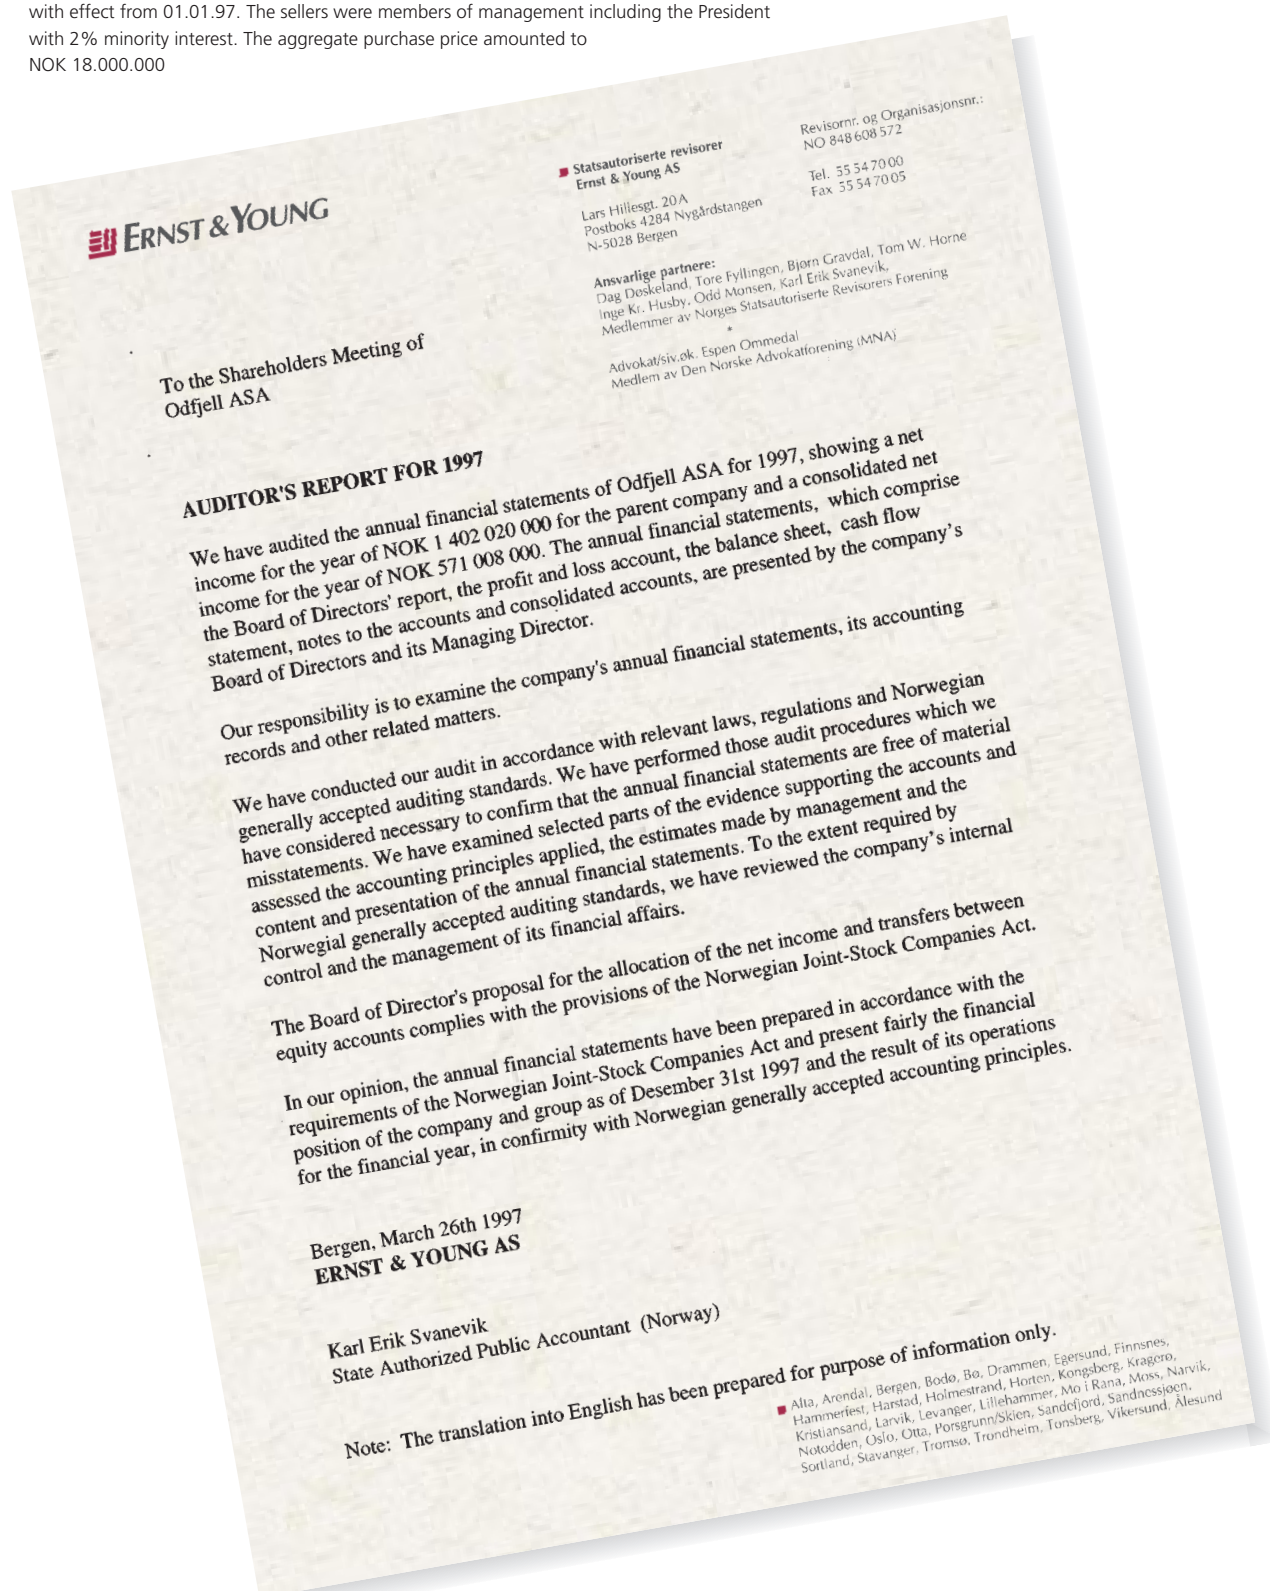 with effect from 01.01.97. The sellers were members of management including the President
with 2% minority interest. The aggregate purchase price amounted to
NOK 18.000.000
ERNST & YOUNG
Statsautoriserte revisorer
Ernst & Young AS
Lars Hillesgt. 20A
Postboks 4284 Nygårdstangen
N-5028 Bergen
Revisornr. og Organisasjonsnr.:
NO 848 608 572
Tel. 55 54 70 00
Fax 55 54 70 05
Ansvarlige partnere:
Dag Døskeland, Tore Fyllingen, Bjørn Gravdal, Tom W. Horne
Inge Kr. Husby, Odd Monsen, Karl Erik Svanevik,
Medlemmer av Norges Statsautoriserte Revisorers Forening
*
Advokat/siv.øk. Espen Ommedal
Medlem av Den Norske Advokatforening (MNA)
To the Shareholders Meeting of
Odfjell ASA
AUDITOR'S REPORT FOR 1997
We have audited the annual financial statements of Odfjell ASA for 1997, showing a net
income for the year of NOK 1 402 020 000 for the parent company and a consolidated net
income for the year of NOK 571 008 000. The annual financial statements, which comprise
the Board of Directors' report, the profit and loss account, the balance sheet, cash flow
statement, notes to the accounts and consolidated accounts, are presented by the company's
Board of Directors and its Managing Director.
Our responsibility is to examine the company's annual financial statements, its accounting
records and other related matters.
We have conducted our audit in accordance with relevant laws, regulations and Norwegian
generally accepted auditing standards. We have performed those audit procedures which we
have considered necessary to confirm that the annual financial statements are free of material
misstatements. We have examined selected parts of the evidence supporting the accounts and
assessed the accounting principles applied, the estimates made by management and the
content and presentation of the annual financial statements. To the extent required by
Norwegial generally accepted auditing standards, we have reviewed the company's internal
control and the management of its financial affairs.
The Board of Director's proposal for the allocation of the net income and transfers between
equity accounts complies with the provisions of the Norwegian Joint-Stock Companies Act.
In our opinion, the annual financial statements have been prepared in accordance with the
requirements of the Norwegian Joint-Stock Companies Act and present fairly the financial
position of the company and group as of Desember 31st 1997 and the result of its operations
for the financial year, in confirmity with Norwegian generally accepted accounting principles.
Bergen, March 26th 1997
ERNST & YOUNG AS
Karl Erik Svanevik
State Authorized Public Accountant (Norway)
Note: The translation into English has been prepared for purpose of information only.
Alta, Arendal, Bergen, Bodø, Bø, Drammen, Egersund, Finnsnes,
Hammerfest, Harstad, Holmestrand, Horten, Kongsberg, Kragerø,
Kristiansand, Larvik, Levanger, Lillehammer, Mo i Rana, Moss, Narvik,
Notodden, Oslo, Otta, Porsgrunn/Skien, Sandefjord, Sandnessjøen,
Sortland, Stavanger, Tromsø, Trondheim, Tønsberg, Vikersund, Ålesund